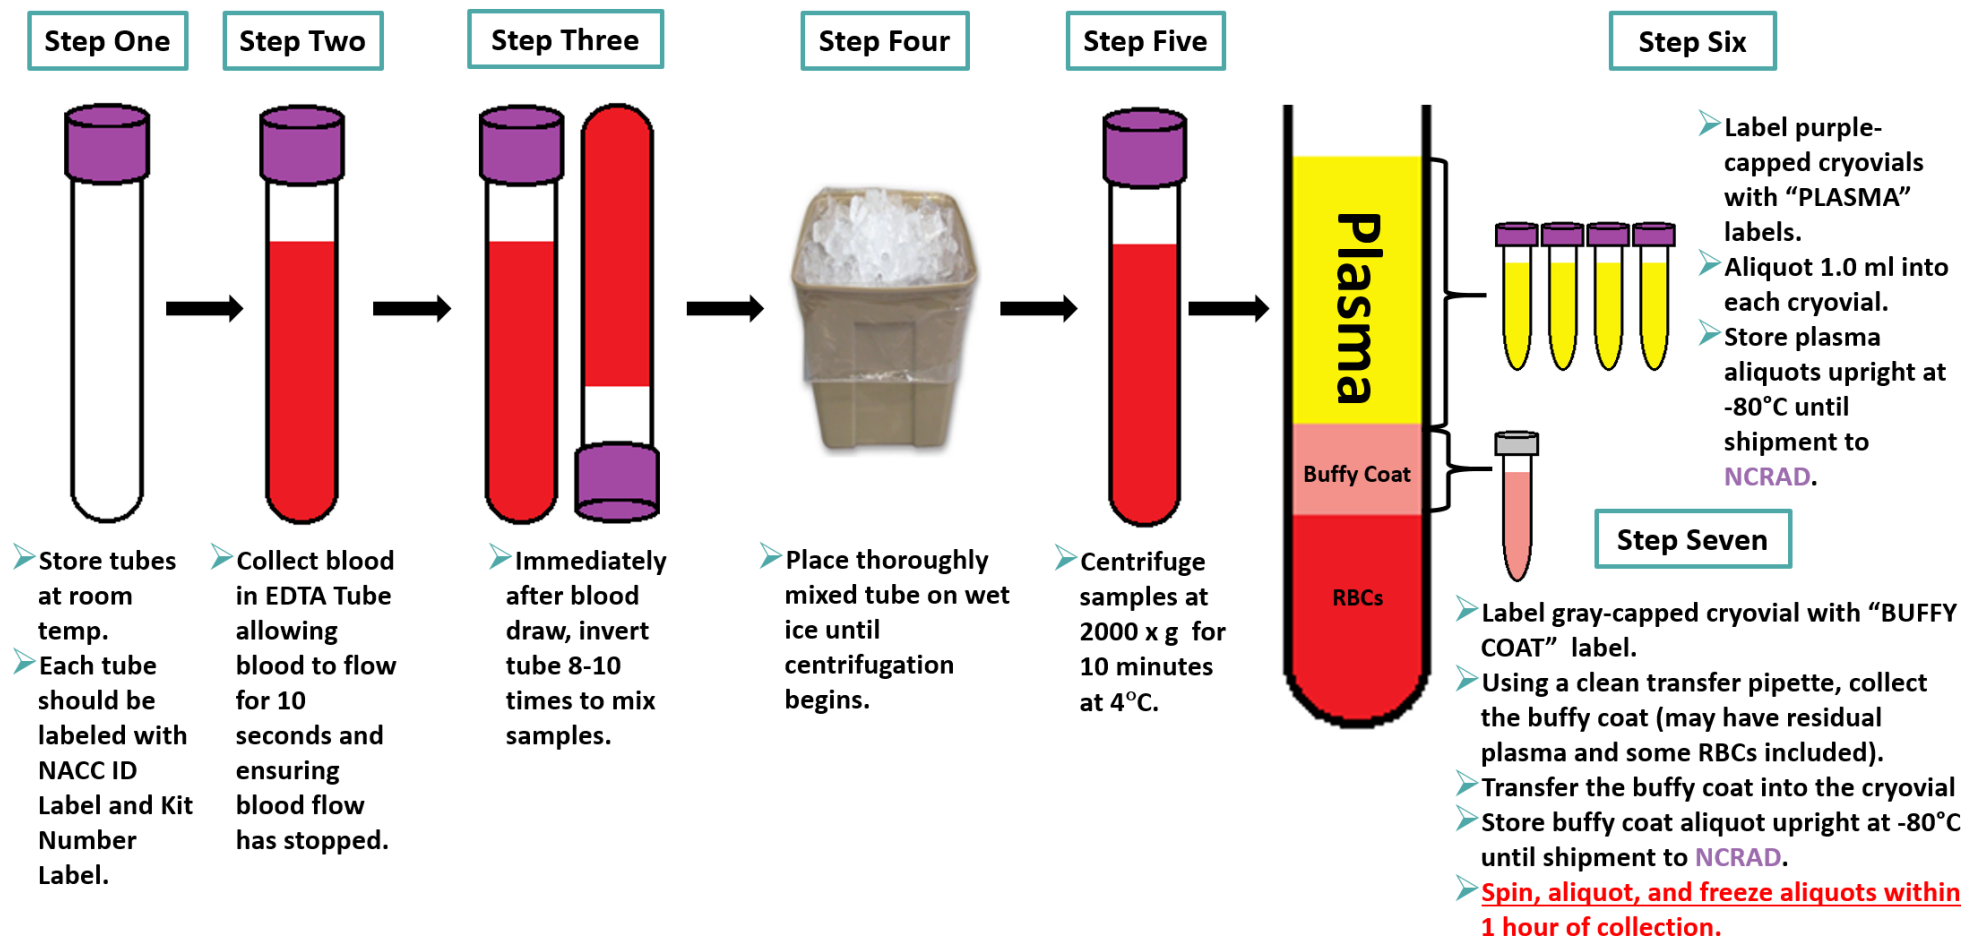 Step One
Store tubes
at room
temp.
Each tube
should be
labeled with
NACC ID
Label and Kit
Number
Label.
Step Two
Collect blood
in EDTA Tube
allowing
blood to flow
for 10
seconds and
ensuring
blood flow
has stopped.
Step Three
Immediately
after blood
draw, invert
tube 8-10
times to mix
samples.
Step Four
Place thoroughly
mixed tube on wet
ice until
centrifugation
begins.
Step Five
Centrifuge
samples at
2000 x g for
10 minutes
at 4°C.
Plasma
Buffy Coat
RBCs
Step Six
Label purple-
capped cryovials
with “PLASMA”
labels.
Aliquot 1.0 ml into
each cryovial.
Store plasma
aliquots upright at
-80°C until
shipment to
NCRAD.
Step Seven
Label gray-capped cryovial with “BUFFY
COAT” label.
Using a clean transfer pipette, collect
the buffy coat (may have residual
plasma and some RBCs included).
Transfer the buffy coat into the cryovial
Store buffy coat aliquot upright at -80°C
until shipment to NCRAD.
Spin, aliquot, and freeze aliquots within
1 hour of collection.